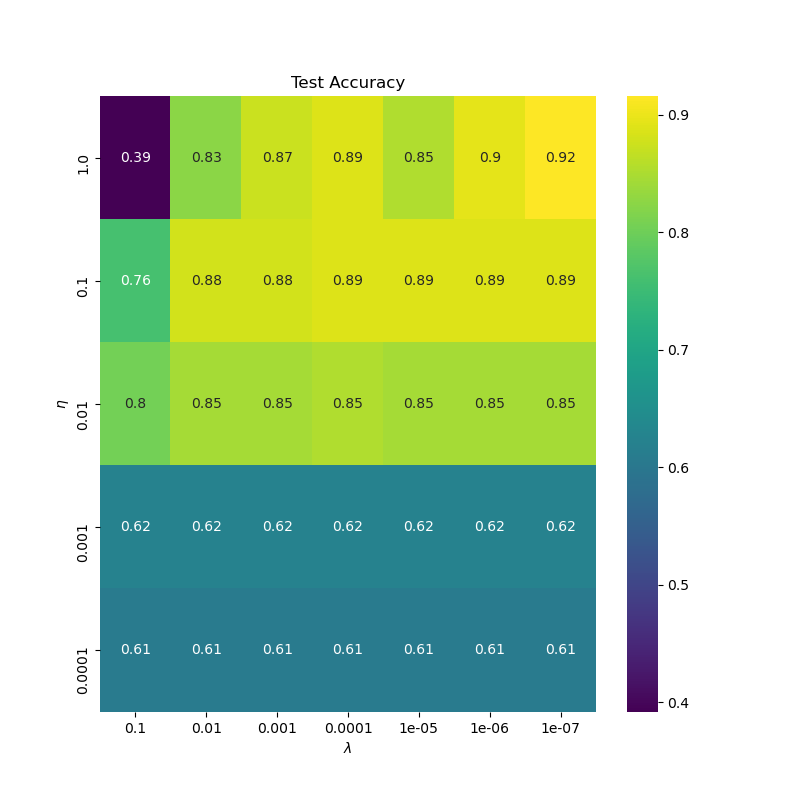 Test Accuracy
1.0 0.39 0.83 0.87 0.89 0.85 0.9 0.92
0.1 0.76 0.88 0.88 0.89 0.89 0.89 0.89
η
0.01 0.8 0.85 0.85 0.85 0.85 0.85 0.85
0.001 0.62 0.62 0.62 0.62 0.62 0.62 0.62
0.0001 0.61 0.61 0.61 0.61 0.61 0.61 0.61
0.1 0.01 0.001 0.0001 1e-05 1e-06 1e-07
λ
0.9
0.8
0.7
0.6
0.5
0.4